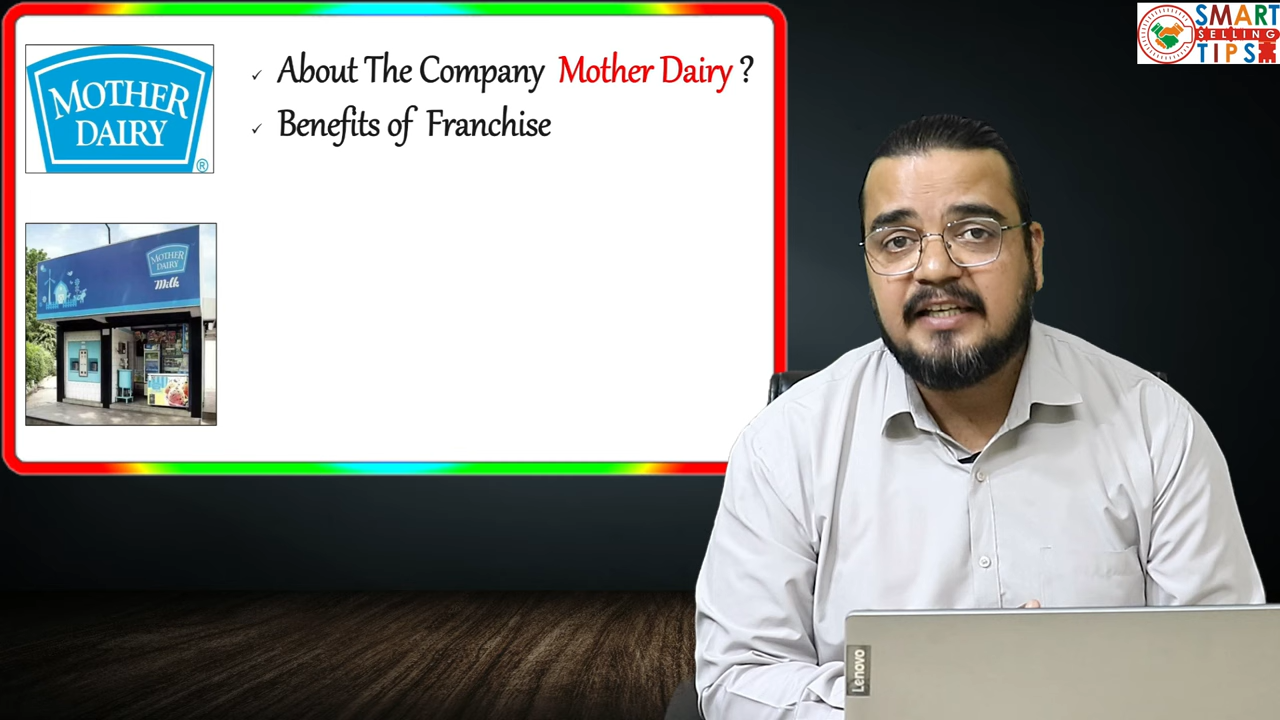 MOTHER
DAIRY
®
✓ About The Company Mother Dairy ?
✓ Benefits of Franchise
MOTHER
DAIRY
Milk
SMART
SELLING
TIPS
Lenovo